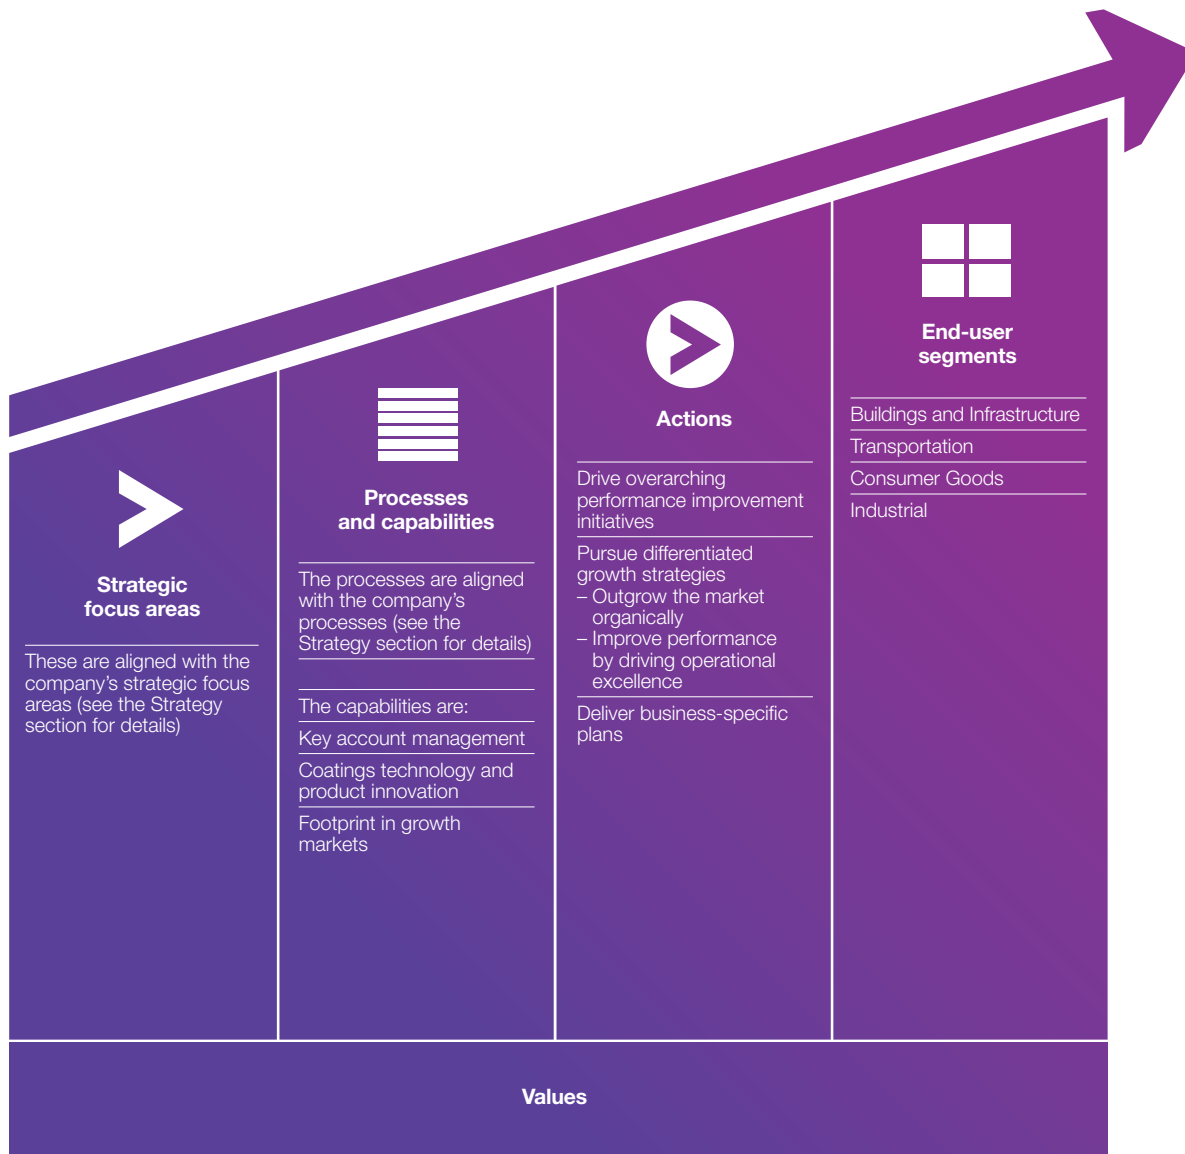 Strategic
focus areas
These are aligned with the
company’s strategic focus
areas (see the Strategy
section for details)
Processes
and capabilities
The processes are aligned
with the company’s
processes (see the
Strategy section for details)
The capabilities are:
Key account management
Coatings technology and
product innovation
Footprint in growth
markets
Actions
Drive overarching
performance improvement
initiatives
Pursue differentiated
growth strategies
– Outgrow the market
organically
– Improve performance
by driving operational
excellence
Deliver business-specific
plans
End-user
segments
Buildings and Infrastructure
Transportation
Consumer Goods
Industrial
Values